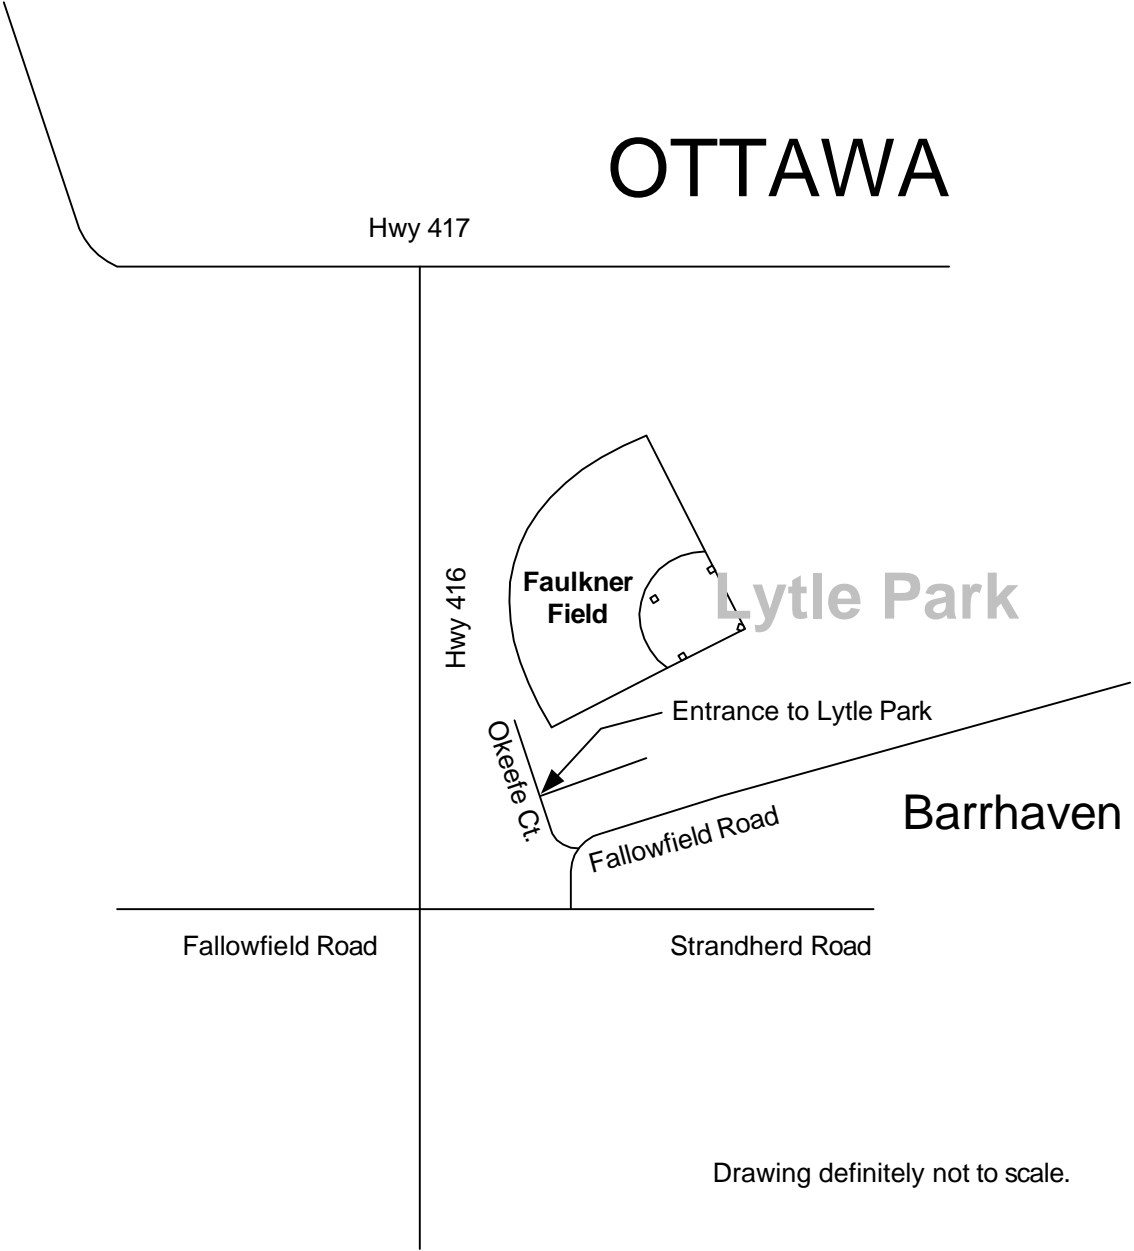 OTTAWA
Hwy 417
Faulkner
Field
Lytle Park
Hwy 416
Entrance to Lytle Park
Okeefe Ct.
Barrhaven
Fallowfield Road
Fallowfield Road
Strandherd Road
Drawing definitely not to scale.